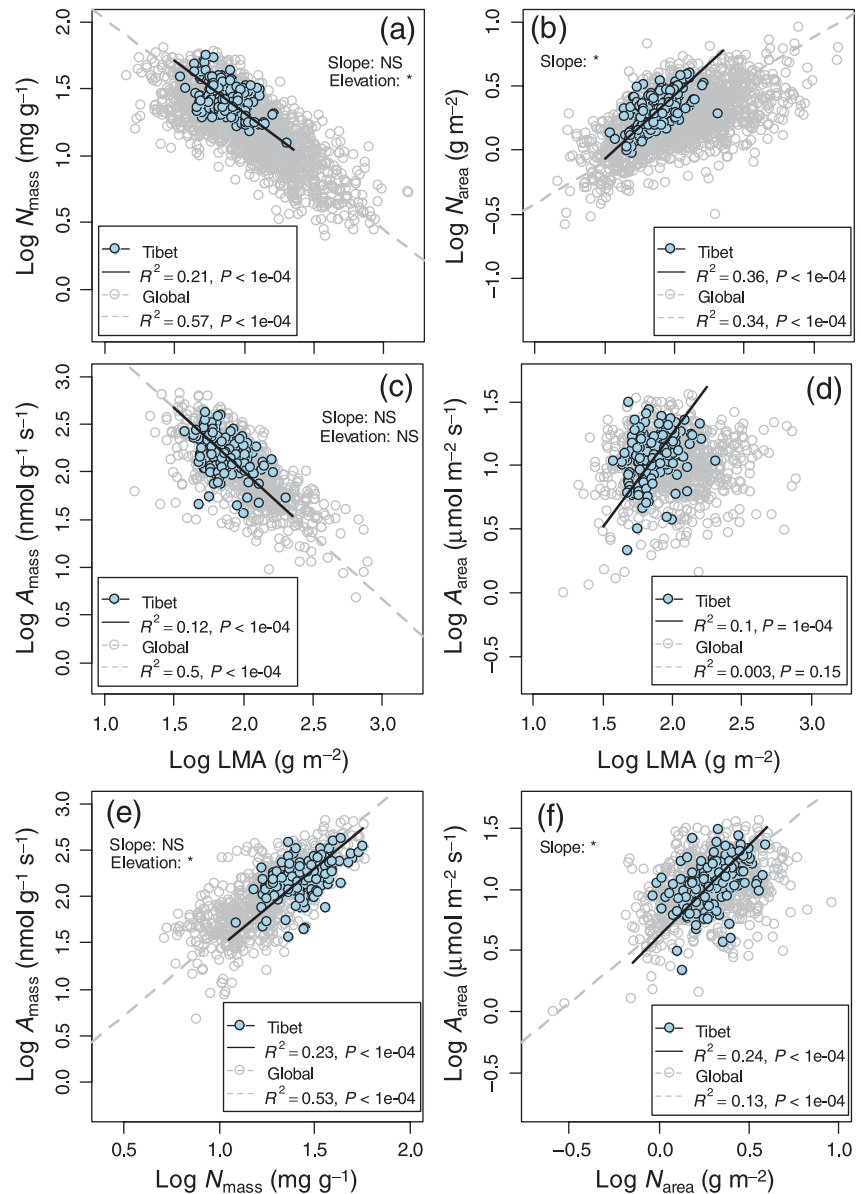 (a)
Slope: NS
Elevation: *
Log N_mass (mg g⁻¹)
2.0
1.5
1.0
0.5
0.0
Tibet
R² = 0.21, P < 1e-04
Global
R² = 0.57, P < 1e-04
(b)
Slope: *
Log N_area (g m⁻²)
1.0
0.5
0.0
−0.5
−1.0
Tibet
R² = 0.36, P < 1e-04
Global
R² = 0.34, P < 1e-04
(c)
Slope: NS
Elevation: NS
Log A_mass (nmol g⁻¹ s⁻¹)
3.0
2.5
2.0
1.5
1.0
0.5
0.0
Tibet
R² = 0.12, P < 1e-04
Global
R² = 0.5, P < 1e-04
1.0 1.5 2.0 2.5 3.0
Log LMA (g m⁻²)
(d)
Log A_area (μmol m⁻² s⁻¹)
1.5
1.0
0.5
0.0
−0.5
Tibet
R² = 0.1, P = 1e-04
Global
R² = 0.003, P = 0.15
1.0 1.5 2.0 2.5 3.0
Log LMA (g m⁻²)
(e)
Slope: NS
Elevation: *
Log A_mass (nmol g⁻¹ s⁻¹)
3.0
2.5
2.0
1.5
1.0
0.5
0.0
Tibet
R² = 0.23, P < 1e-04
Global
R² = 0.53, P < 1e-04
0.5 1.0 1.5 2.0
Log N_mass (mg g⁻¹)
(f)
Slope: *
Log A_area (μmol m⁻² s⁻¹)
1.5
1.0
0.5
0.0
−0.5
Tibet
R² = 0.24, P < 1e-04
Global
R² = 0.13, P < 1e-04
−0.5 0.0 0.5 1.0
Log N_area (g m⁻²)